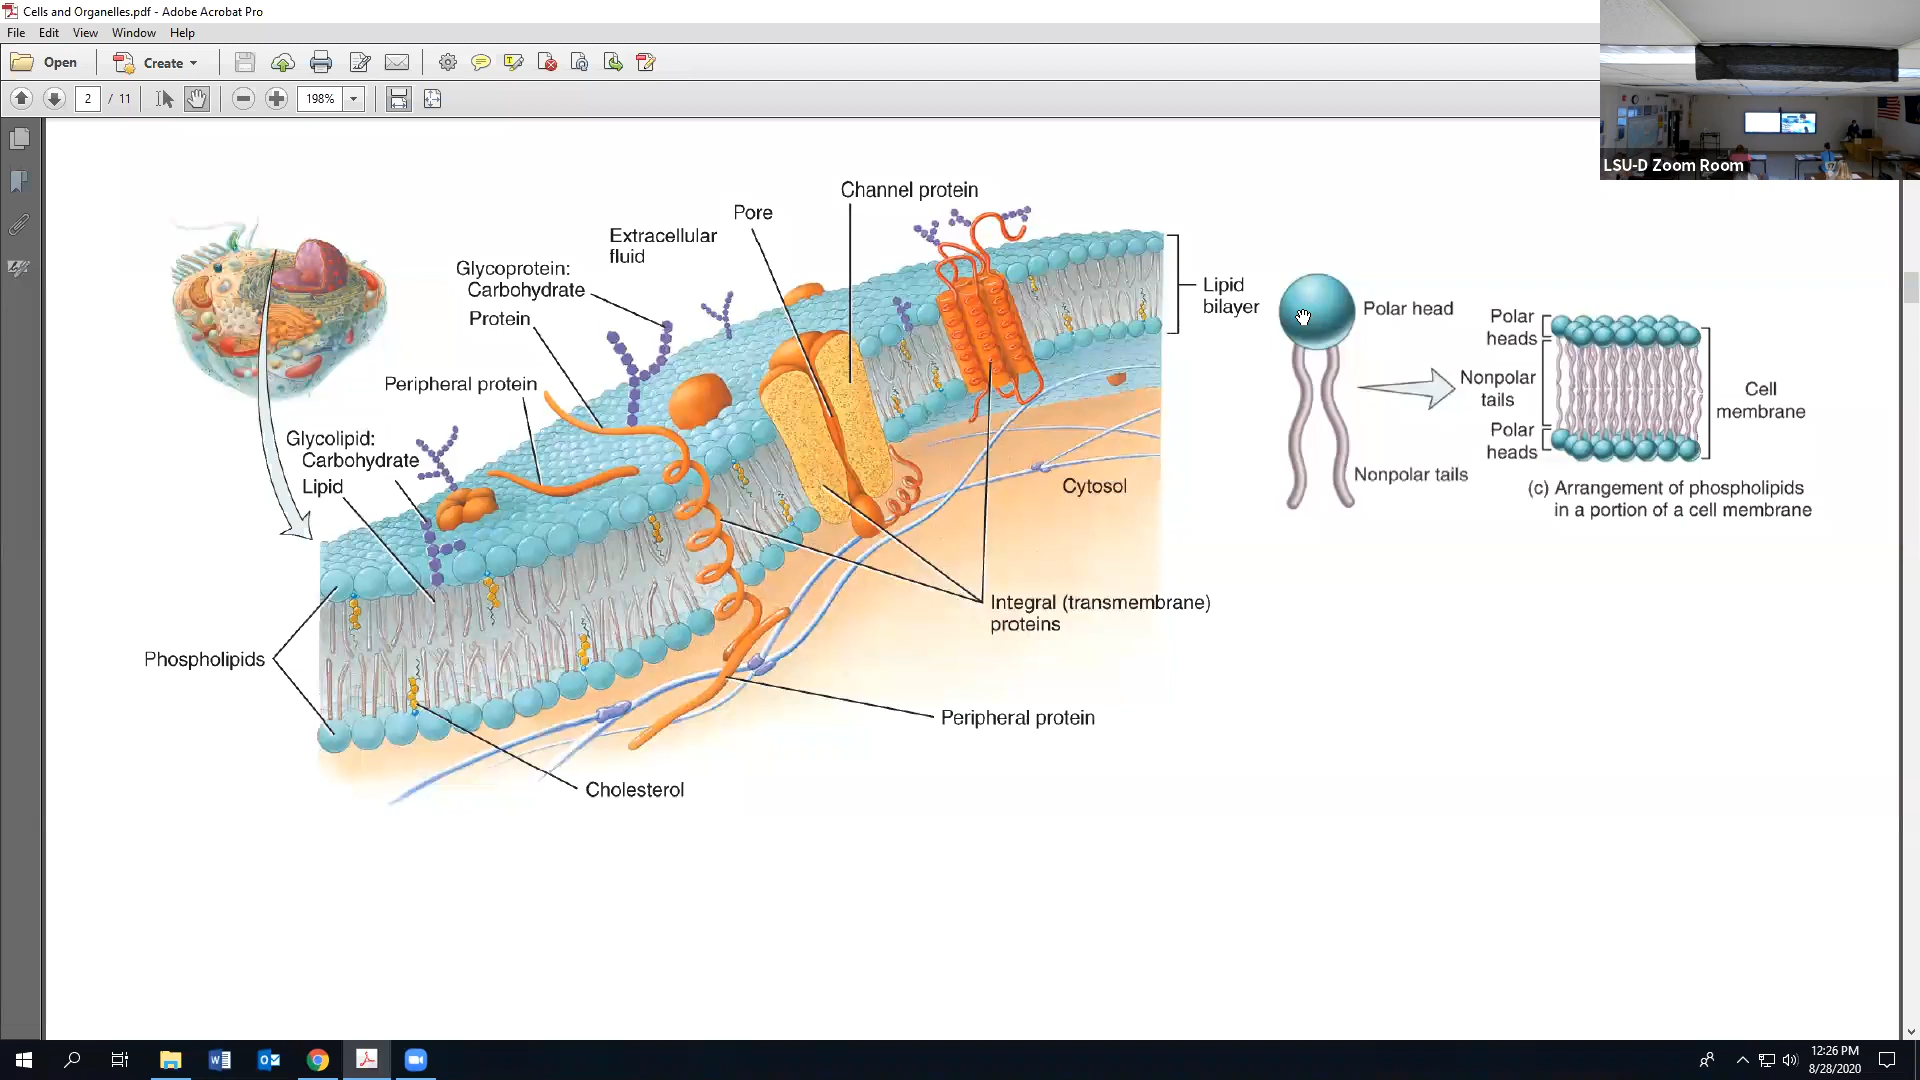 Cells and Organelles.pdf - Adobe Acrobat Pro
File Edit View Window Help
Open Create
2 / 11 198%
LSU-D Zoom Room
Channel protein
Pore
Extracellular
fluid
Glycoprotein:
Carbohydrate
Protein
Peripheral protein
Glycolipid:
Carbohydrate
Lipid
Phospholipids
Cholesterol
Peripheral protein
Integral (transmembrane)
proteins
Cytosol
Lipid
bilayer
Polar head
Nonpolar tails
Polar
heads
Nonpolar
tails
Polar
heads
Cell
membrane
(c) Arrangement of phospholipids
in a portion of a cell membrane
12:26 PM
8/28/2020